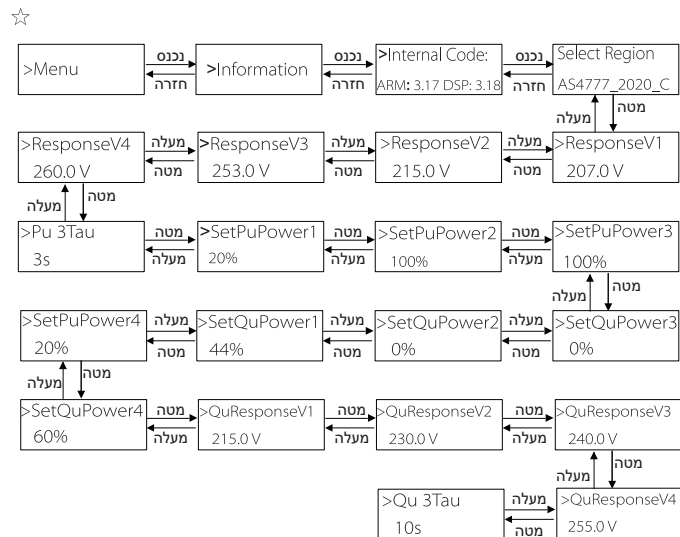 ☆
>Menu
נכנס
חזרה
>Information
נכנס
חזרה
>Internal Code:
ARM: 3.17 DSP: 3.18
נכנס
חזרה
Select Region
AS4777_2020_C
מעלה
מטה
>ResponseV4
260.0 V
מעלה
מטה
>ResponseV3
253.0 V
מעלה
מטה
>ResponseV2
215.0 V
מעלה
מטה
>ResponseV1
207.0 V
מעלה
מטה
>Pu 3Tau
3s
מטה
מעלה
>SetPuPower1
20%
מטה
מעלה
>SetPuPower2
100%
מטה
מעלה
>SetPuPower3
100%
מעלה
מטה
>SetPuPower4
20%
מעלה
מטה
>SetQuPower1
44%
מעלה
מטה
>SetQuPower2
0%
מעלה
מטה
>SetQuPower3
0%
מעלה
מטה
>SetQuPower4
60%
מטה
מעלה
>QuResponseV1
215.0 V
מטה
מעלה
>QuResponseV2
230.0 V
מטה
מעלה
>QuResponseV3
240.0 V
מעלה
מטה
>Qu 3Tau
10s
מעלה
מטה
>QuResponseV4
255.0 V